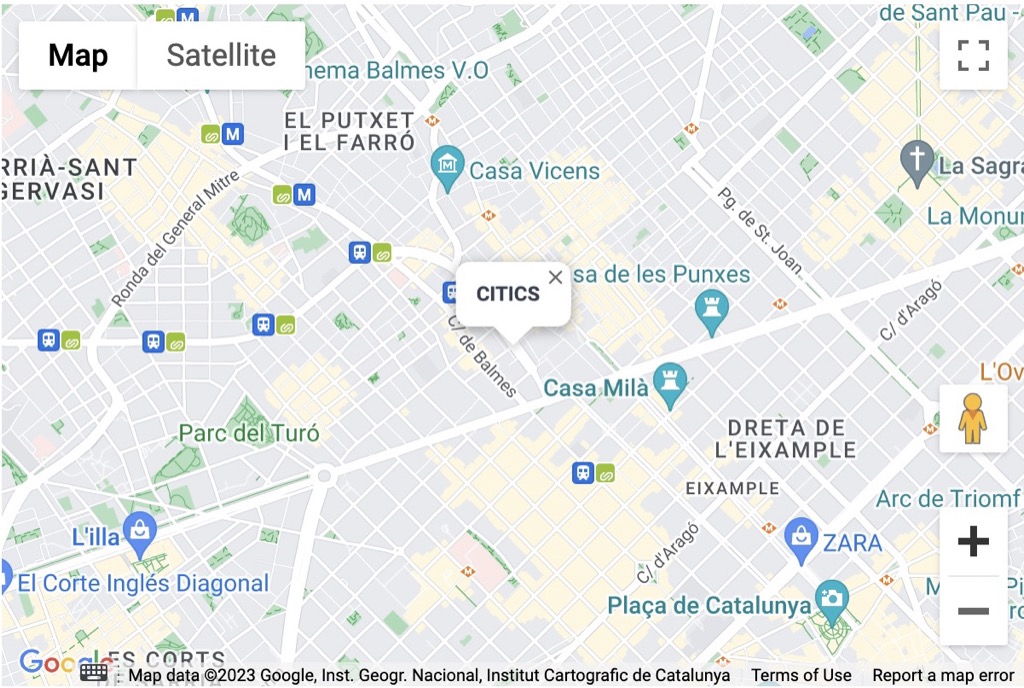 M
de Sant Pau -
Map
Satellite
nema Balmes V.O
EL PUTXET
I EL FARRÓ
M
RRIÀ-SANT
GERVASI
Casa Vicens
La Sagra
M
Ronda del General Mitre
Pg. de St. Joan
La Monum
sa de les Punxes
CITICS
C/ d'Aragó
C/ de Balmes
L'Ov
Casa Milà
DRETA DE
L'EIXAMPLE
Parc del Turó
EIXAMPLE
Arc de Triomf
L'illa
C/ d'Aragó
ZARA
El Corte Inglés Diagonal
Plaça de Catalunya
Google
ES CORTS
Map data ©2023 Google, Inst. Geogr. Nacional, Institut Cartografic de Catalunya
Terms of Use
Report a map error